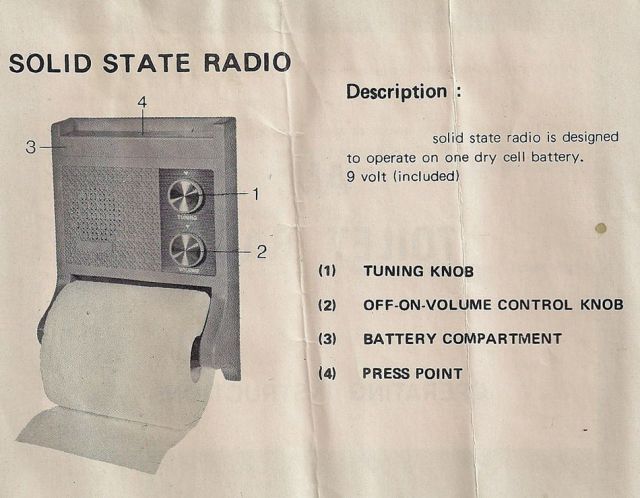 SOLID STATE RADIO
4
3
1
2
TUNING
VOLUME
Description :
solid state radio is designed
to operate on one dry cell battery.
9 volt (included)
(1) TUNING KNOB
(2) OFF-ON-VOLUME CONTROL KNOB
(3) BATTERY COMPARTMENT
(4) PRESS POINT